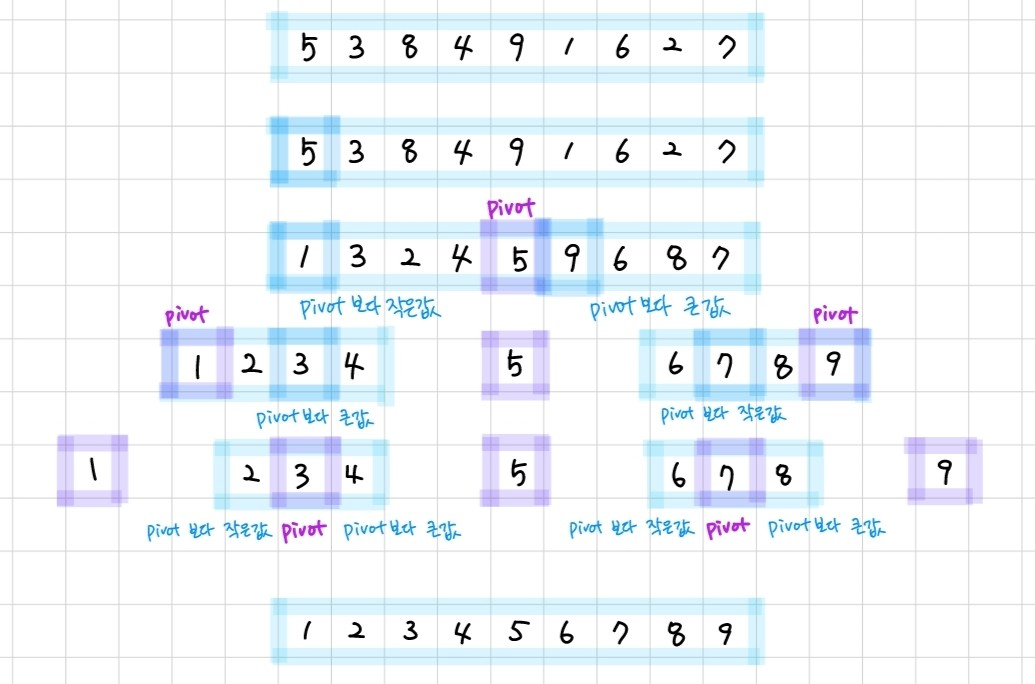 5 3 8 4 9 1 6 2 7
5 3 8 4 9 1 6 2 7
pivot
1 3 2 4 5 9 6 8 7
pivot 보다 작은값 pivot 보다 큰값
pivot pivot
1 2 3 4 5 6 7 8 9
pivot 보다 큰값 pivot 보다 작은값
1 2 3 4 5 6 7 8 9
pivot 보다 작은값 pivot pivot 보다 큰값 pivot 보다 작은값 pivot pivot 보다 큰값
1 2 3 4 5 6 7 8 9